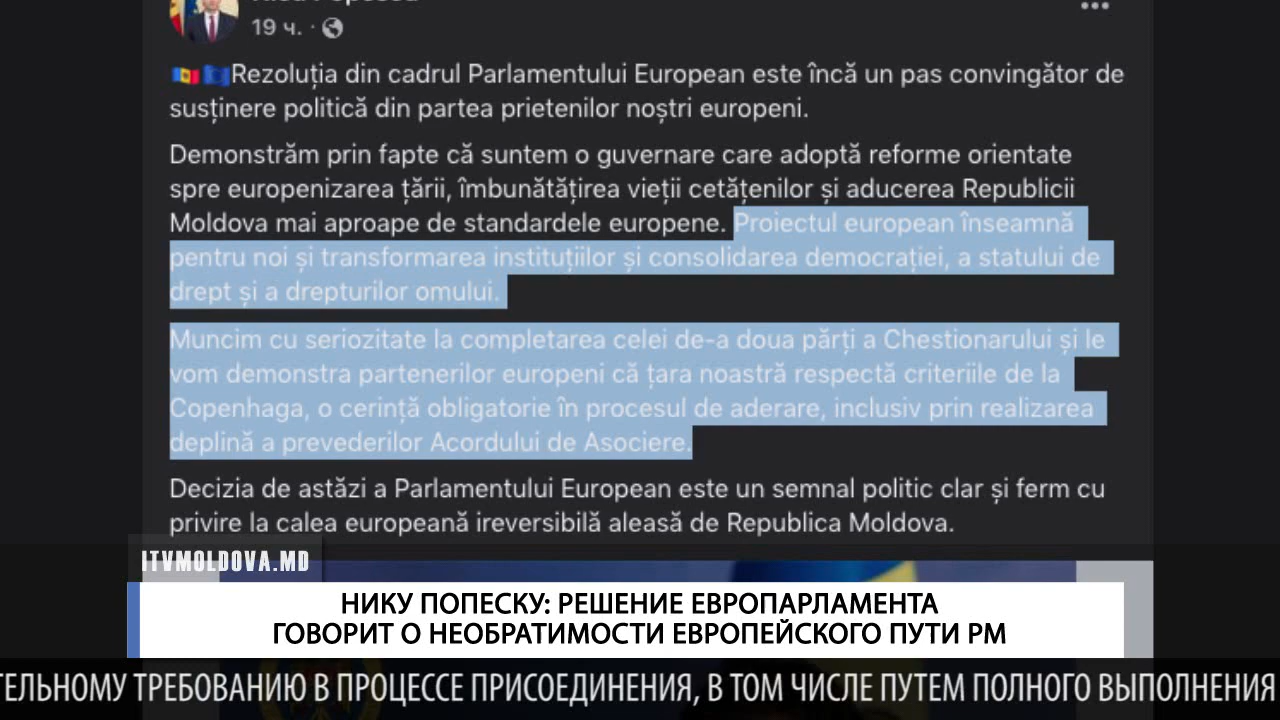 19 ч. ·
Rezoluția din cadrul Parlamentului European este încă un pas convingător de
susținere politică din partea prietenilor noștri europeni.
Demonstrăm prin fapte că suntem o guvernare care adoptă reforme orientate
spre europenizarea țării, îmbunătățirea vieții cetățenilor și aducerea Republicii
Moldova mai aproape de standardele europene. Proiectul european înseamnă
pentru noi și transformarea instituțiilor și consolidarea democrației, a statului de
drept și a drepturilor omului.
Muncim cu seriozitate la completarea celei de-a doua părți a Chestionarului și le
vom demonstra partenerilor europeni că țara noastră respectă criteriile de la
Copenhaga, o cerință obligatorie în procesul de aderare, inclusiv prin realizarea
deplină a prevederilor Acordului de Asociere.
Decizia de astăzi a Parlamentului European este un semnal politic clar și ferm cu
privire la calea europeană ireversibilă aleasă de Republica Moldova.
ITVMOLDOVA.MD
НИКУ ПОПЕСКУ: РЕШЕНИЕ ЕВРОПАРЛАМЕНТА
ГОВОРИТ О НЕОБРАТИМОСТИ ЕВРОПЕЙСКОГО ПУТИ РМ
ТЕЛЬНОМУ ТРЕБОВАНИЮ В ПРОЦЕССЕ ПРИСОЕДИНЕНИЯ, В ТОМ ЧИСЛЕ ПУТЕМ ПОЛНОГО ВЫПОЛНЕНИЯ